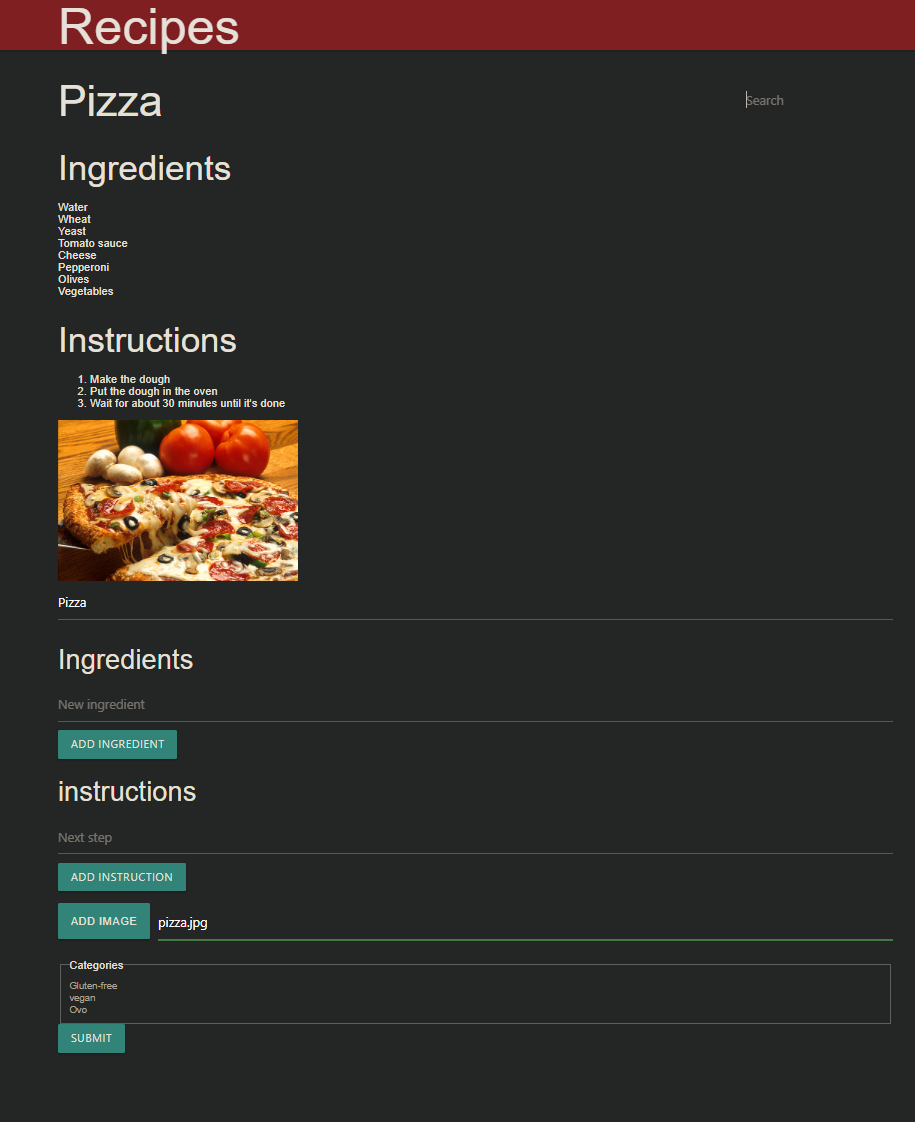 Recipes
Pizza
Search
Ingredients
Water
Wheat
Yeast
Tomato sauce
Cheese
Pepperoni
Olives
Vegetables
Instructions
1. Make the dough
2. Put the dough in the oven
3. Wait for about 30 minutes until it's done
Pizza
Ingredients
New ingredient
ADD INGREDIENT
instructions
Next step
ADD INSTRUCTION
ADD IMAGE pizza.jpg
Categories
Gluten-free
vegan
Ovo
SUBMIT